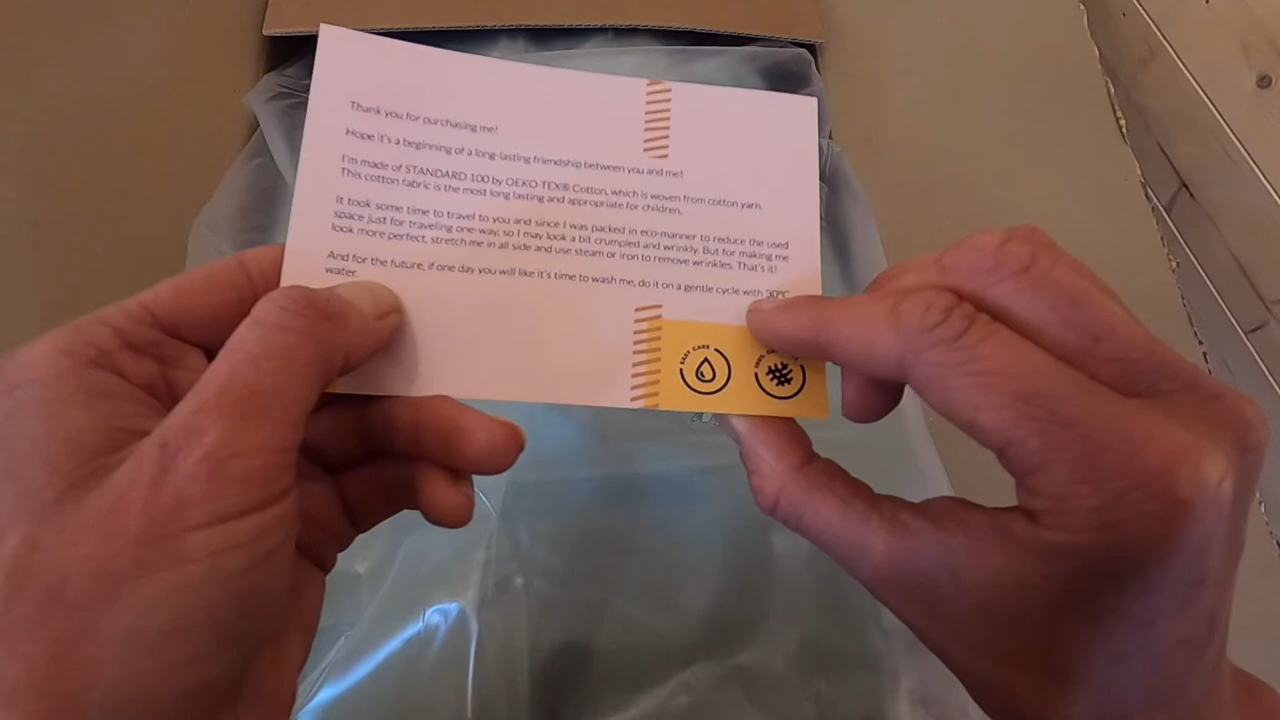 Thank you for purchasing me!
Hope it's a beginning of a long-lasting friendship between you and me!
I'm made of STANDARD 100 by OEKO-TEX® Cotton, which is woven from cotton yarn.
This cotton fabric is the most long lasting and appropriate for children.
It took some time to travel to you and since I was packed in eco-manner to reduce the used
space just for traveling one-way, so I may look a bit crumpled and wrinkly. But for making me
look more perfect, stretch me in all side and use steam or iron to remove wrinkles. That's it!
And for the future, if one day you will like it's time to wash me, do it on a gentle cycle with 30°C
water.
EASY CARE
100%